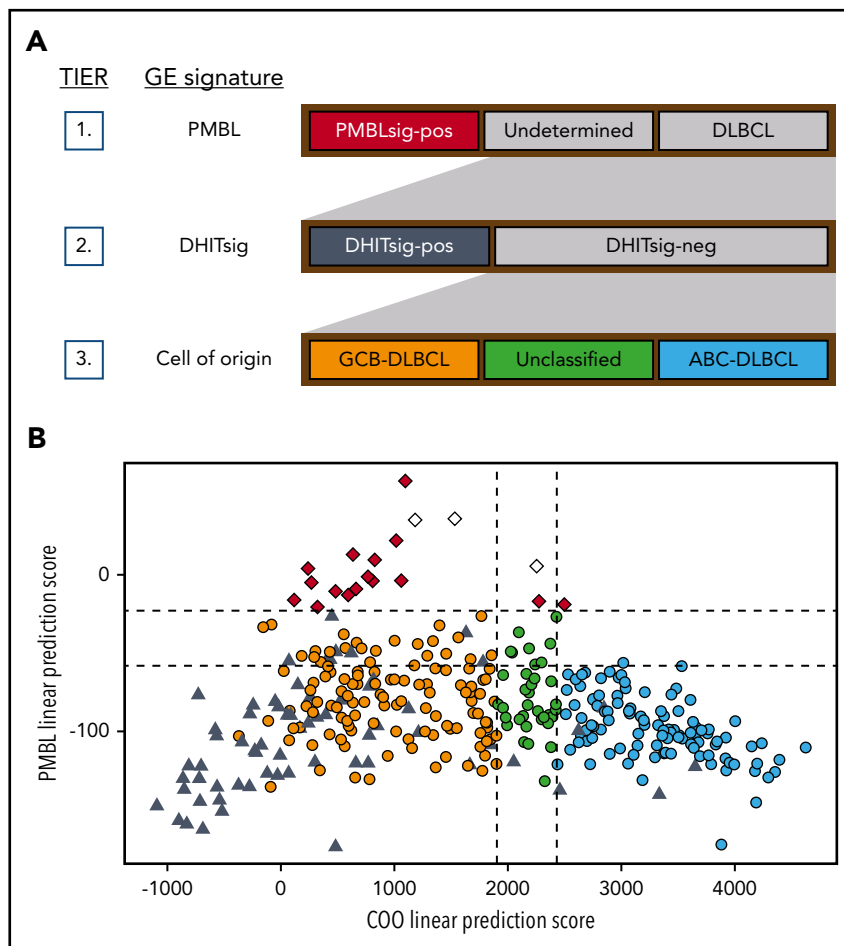 A
TIER GE signature
1. PMBL PMBLsig-pos Undetermined DLBCL
2. DHITsig DHITsig-pos DHITsig-neg
3. Cell of origin GCB-DLBCL Unclassified ABC-DLBCL
B
PMBL linear prediction score
0
-100
-1000 0 1000 2000 3000 4000
COO linear prediction score